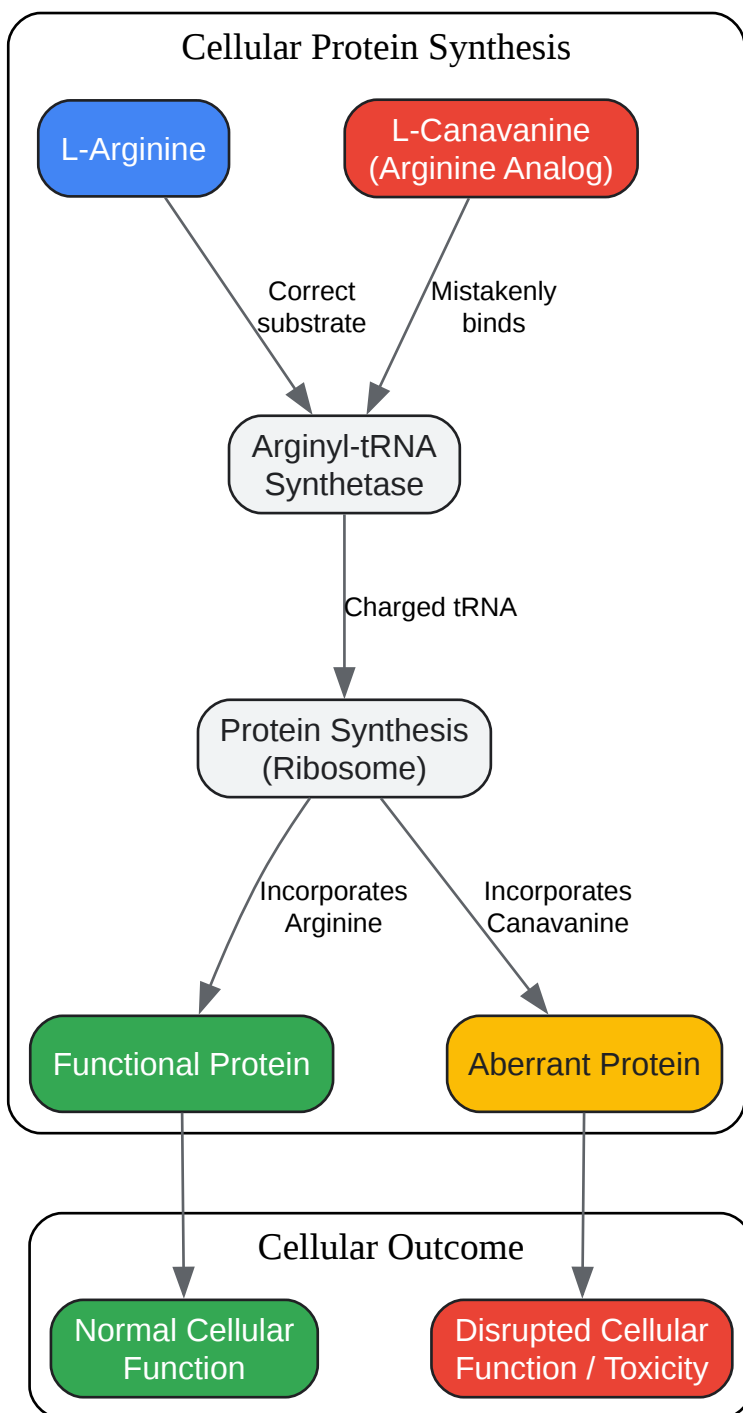 Cellular Protein Synthesis
L-Arginine
L-Canavanine
(Arginine Analog)
Correct
substrate
Mistakenly
binds
Arginyl-tRNA
Synthetase
Charged tRNA
Protein Synthesis
(Ribosome)
Incorporates
Arginine
Incorporates
Canavanine
Functional Protein
Aberrant Protein
Cellular Outcome
Normal Cellular
Function
Disrupted Cellular
Function / Toxicity